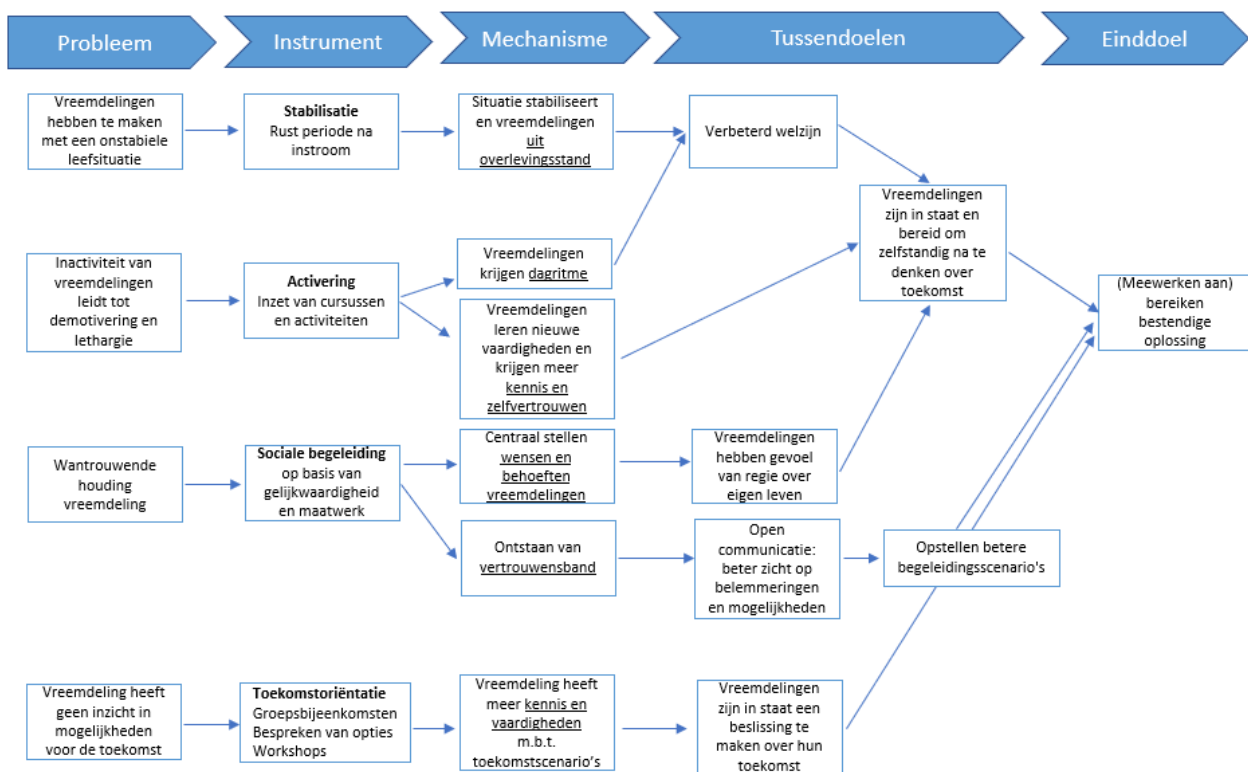 Probleem
Instrument
Mechanisme
Tussendoelen
Einddoel
Vreemdelingen
hebben te maken
met een onstabiele
leefsituatie
Stabilisatie
Rust periode na
instroom
Situatie stabiliseert
en vreemdelingen
uit
overlevingsstand
Verbeterd welzijn
Vreemdelingen
zijn in staat en
bereid om
zelfstandig na te
denken over
toekomst
Inactiviteit van
vreemdelingen
leidt tot
demotivering en
lethargie
Activering
Inzet van cursussen
en activiteiten
Vreemdelingen
krijgen dagritme
Vreemdelingen
leren nieuwe
vaardigheden en
krijgen meer
kennis en
zelfvertrouwen
(Meewerken aan)
bereiken
bestendige
oplossing
Wantrouwende
houding
vreemdeling
Sociale begeleiding
op basis van
gelijkwaardigheid
en maatwerk
Centraal stellen
wensen en
behoeften
vreemdelingen
Vreemdelingen
hebben gevoel
van regie over
eigen leven
Ontstaan van
vertrouwensband
Open
communicatie:
beter zicht op
belemmeringen
en mogelijkheden
Opstellen betere
begeleidingsscenario's
Vreemdeling heeft
geen inzicht in
mogelijkheden
voor de toekomst
Toekomstoriëntatie
Groepsbijeenkomsten
Bespreken van opties
Workshops
Vreemdeling heeft
meer kennis en
vaardigheden
m.b.t.
toekomstscenario's
Vreemdelingen
zijn in staat een
beslissing te
maken over hun
toekomst